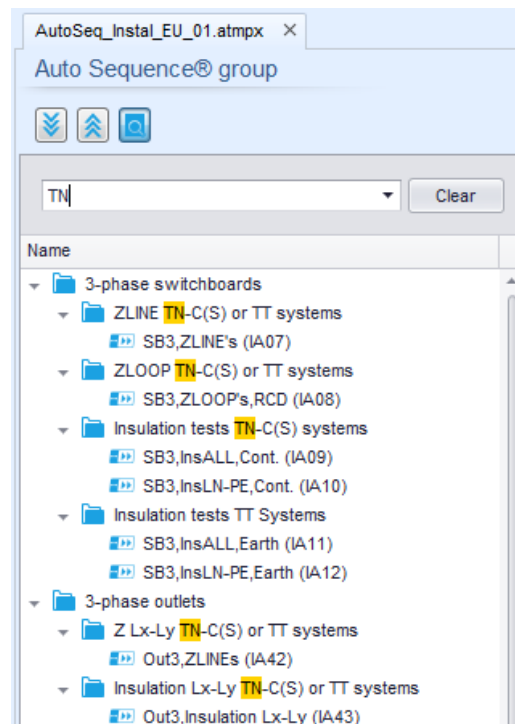 AutoSeq_Instal_EU_01.atmpx ×
Auto Sequence® group
TN
Clear
Name
3-phase switchboards
ZLINE TN-C(S) or TT systems
SB3,ZLINE's (IA07)
ZLOOP TN-C(S) or TT systems
SB3,ZLOOP's,RCD (IA08)
Insulation tests TN-C(S) systems
SB3,InsALL,Cont. (IA09)
SB3,InsLN-PE,Cont. (IA10)
Insulation tests TT Systems
SB3,InsALL,Earth (IA11)
SB3,InsLN-PE,Earth (IA12)
3-phase outlets
Z Lx-Ly TN-C(S) or TT systems
Out3,ZLINEs (IA42)
Insulation Lx-Ly TN-C(S) or TT systems
Out3,Insulation Lx-Ly (IA43)